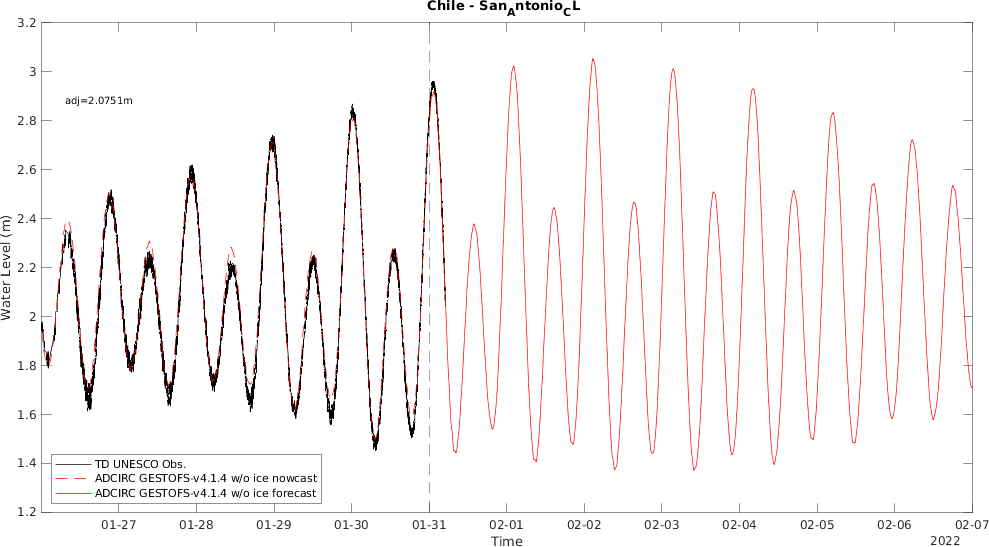 Chile - SanAntonioCL
3.2
3
2.8
2.6
2.4
2.2
2
1.8
1.6
1.4
1.2
Water Level (m)
adj=2.0751m
TD UNESCO Obs.
ADCIRC GESTOFS-v4.1.4 w/o ice nowcast
ADCIRC GESTOFS-v4.1.4 w/o ice forecast
01-27 01-28 01-29 01-30 01-31 02-01 02-02 02-03 02-04 02-05 02-06 02-07
Time
2022